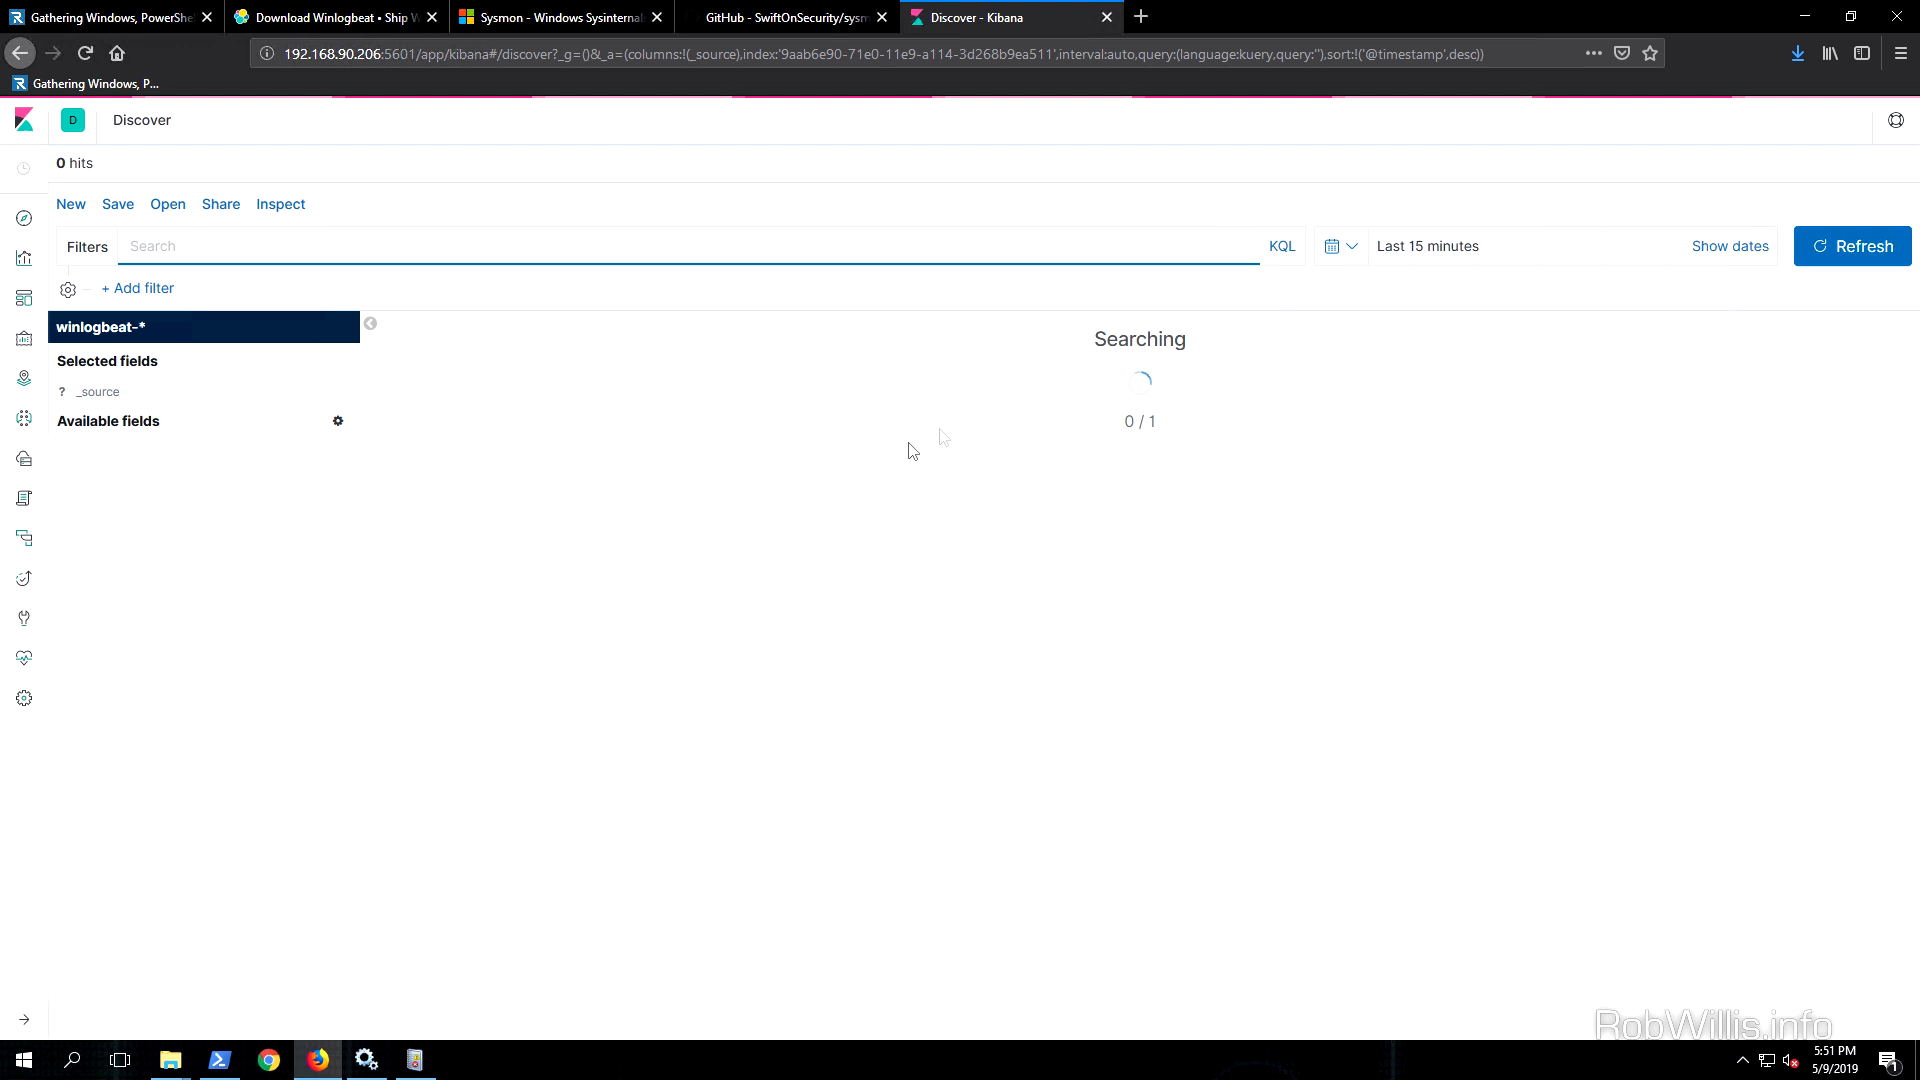 Gathering Windows, PowerShe
Download Winlogbeat • Ship W
Sysmon - Windows Sysinternal
GitHub - SwiftOnSecurity/sysm
Discover - Kibana
192.168.90.206:5601/app/kibana#/discover?_g=()&_a=(columns:!(_source),index:'9aab6e90-71e0-11e9-a114-3d268b9ea511',interval:auto,query:(language:kuery,query:''),sort:!('@timestamp',desc))
Gathering Windows, P...
D
Discover
0 hits
New Save Open Share Inspect
Filters Search KQL Last 15 minutes Show dates Refresh
+ Add filter
winlogbeat-*
Selected fields
? _source
Available fields
Searching
0 / 1
RobWillis.info
5:51 PM
5/9/2019
1